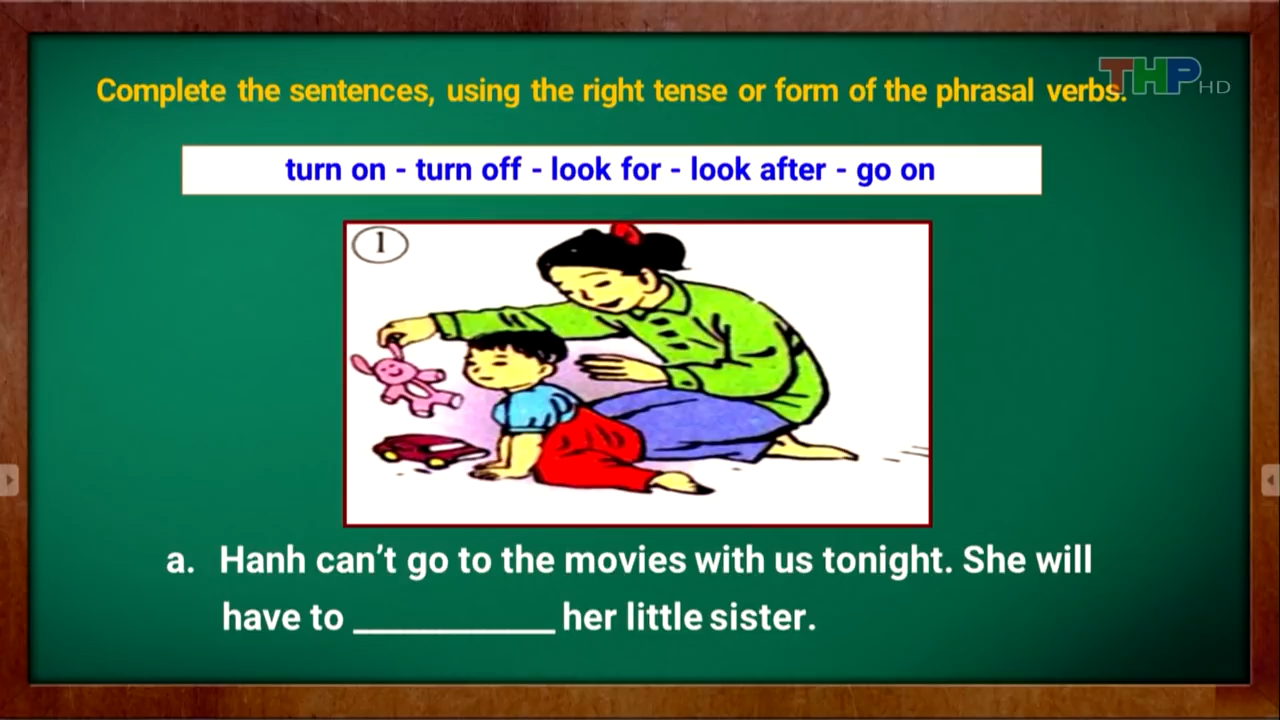 Complete the sentences, using the right tense or form of the phrasal verbs.
THP HD
turn on - turn off - look for - look after - go on
1
a. Hanh can't go to the movies with us tonight. She will
have to __________ her little sister.